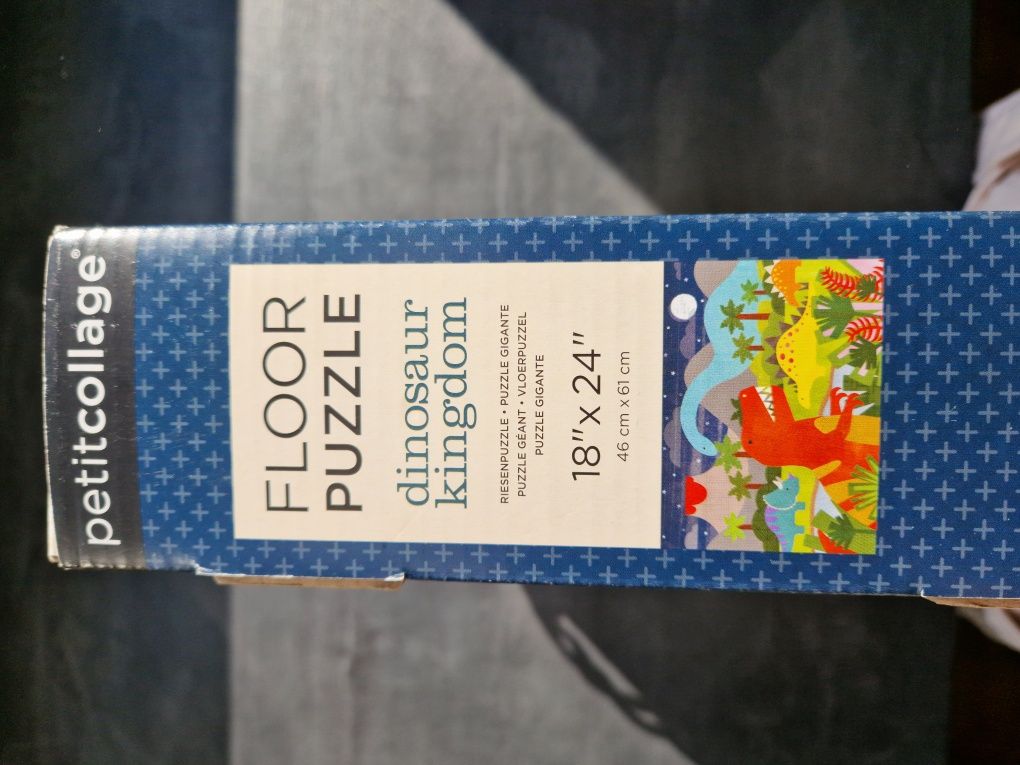 petitcollage®
FLOOR
PUZZLE
dinosaur
kingdom
RIESENPUZZLE • PUZZLE GIGANTE
PUZZLE GÉANT • VLOERPUZZEL
PUZZLE GIGANTE
18" x 24"
46 cm x 61 cm